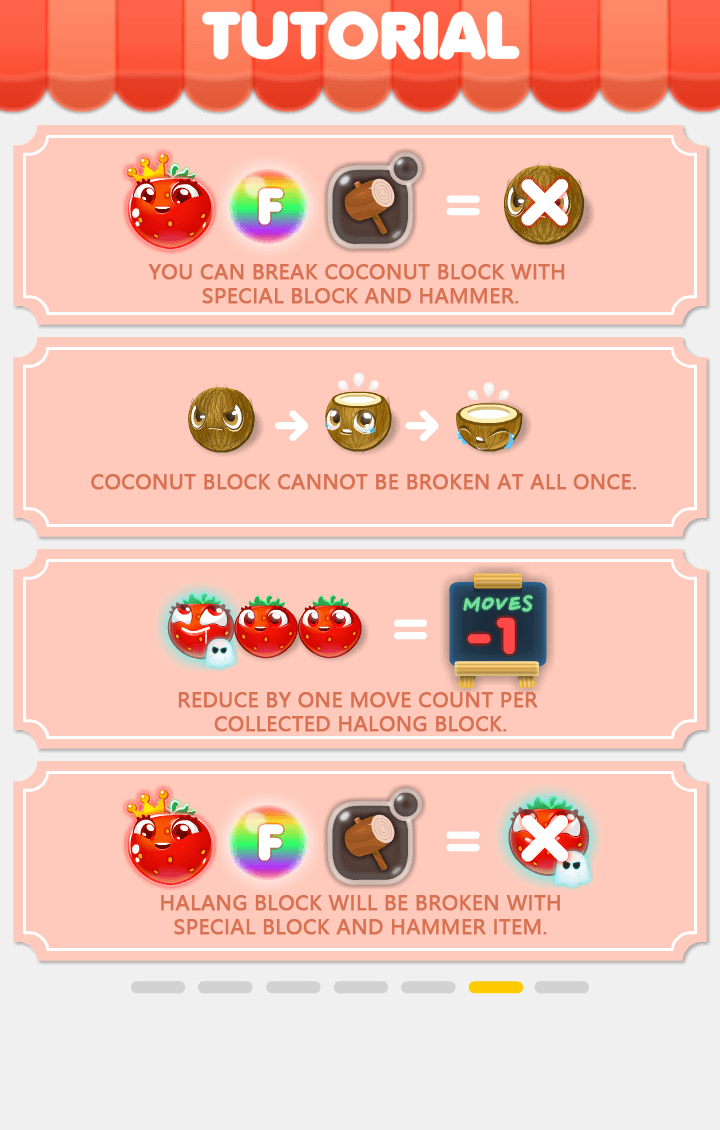 TUTORIAL
F
YOU CAN BREAK COCONUT BLOCK WITH
SPECIAL BLOCK AND HAMMER.
COCONUT BLOCK CANNOT BE BROKEN AT ALL ONCE.
MOVES
-1
REDUCE BY ONE MOVE COUNT PER
COLLECTED HALONG BLOCK.
F
HALANG BLOCK WILL BE BROKEN WITH
SPECIAL BLOCK AND HAMMER ITEM.